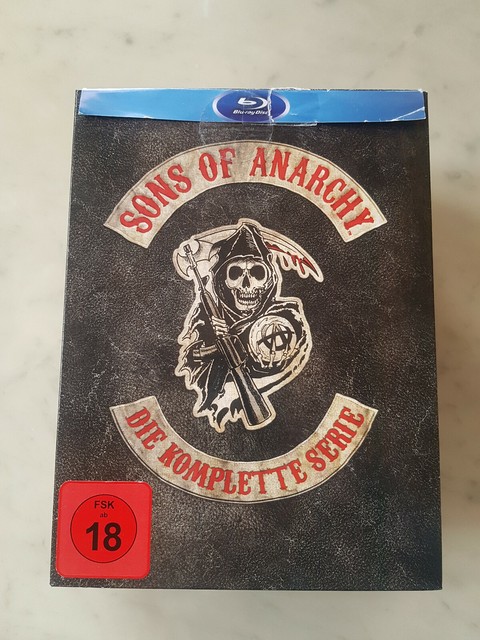 Blu-ray Disc
SONS OF ANARCHY
DIE KOMPLETTE SERIE
FSK
ab
18